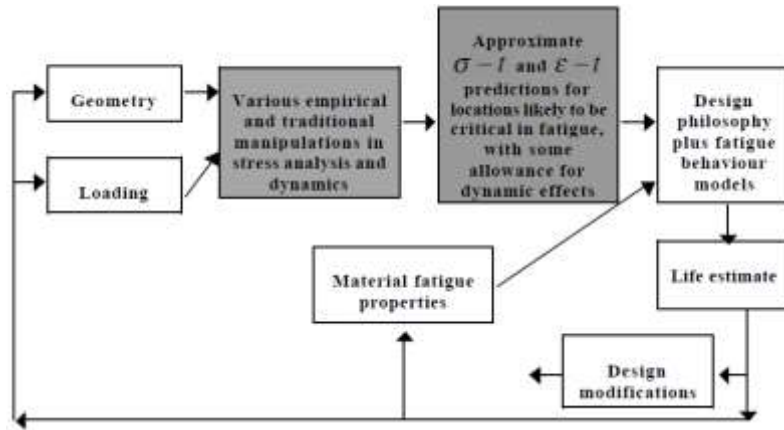 Geometry
Loading
Various empirical
and traditional
manipulations in
stress analysis and
dynamics
Approximate
σ – t and ε – t
predictions for
locations likely to be
critical in fatigue,
with some
allowance for
dynamic effects
Design
philosophy
plus fatigue
behaviour
models
Material fatigue
properties
Life estimate
Design
modifications